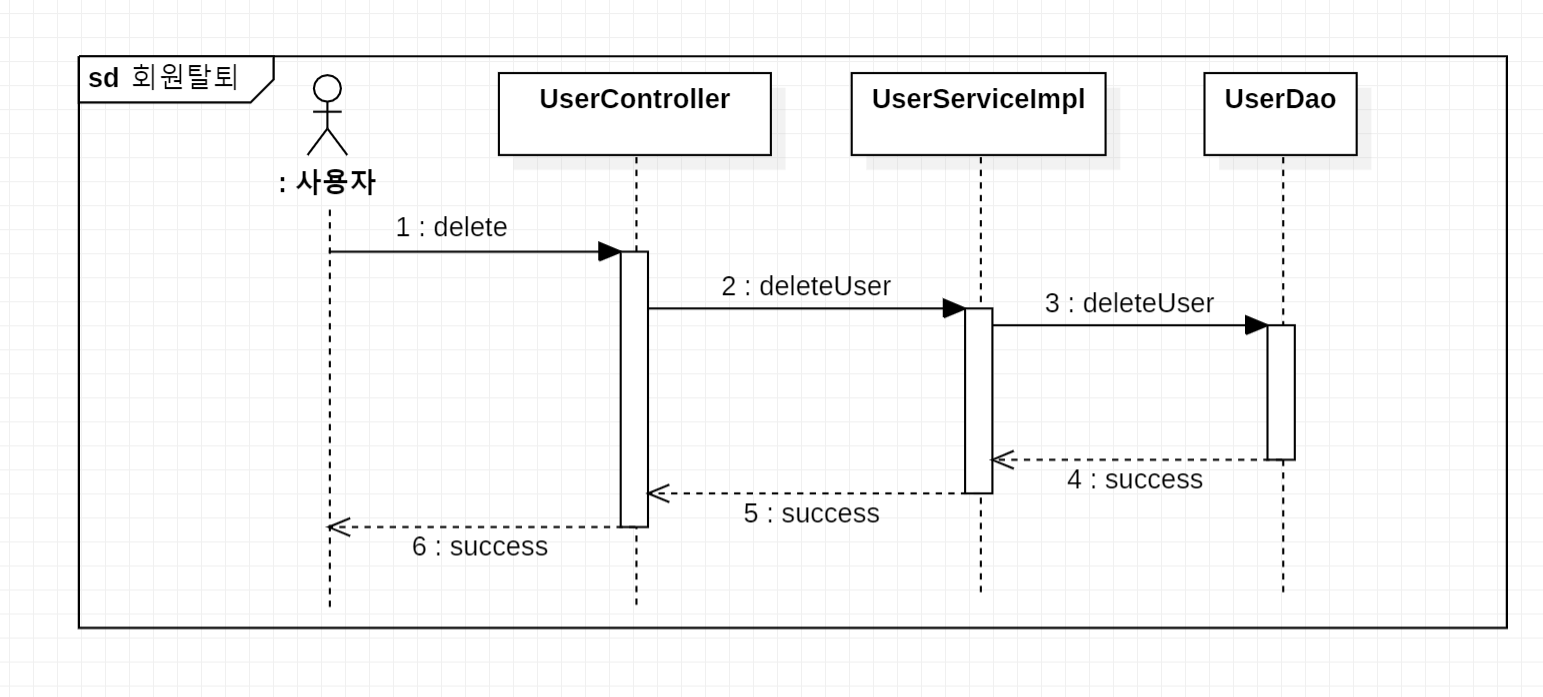 sd 회원탈퇴
UserController
UserServiceImpl
UserDao
: 사용자
1 : delete
2 : deleteUser
3 : deleteUser
4 : success
5 : success
6 : success